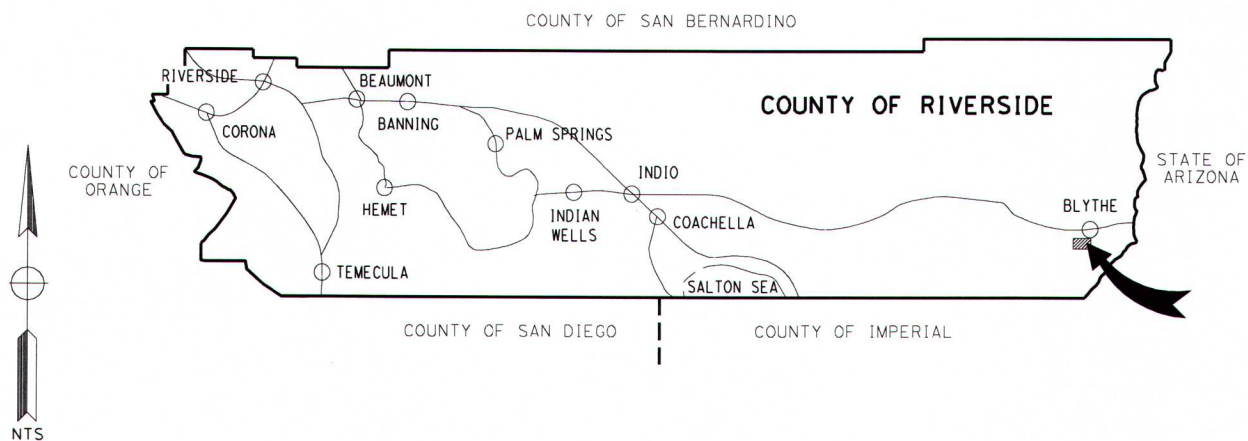 COUNTY OF SAN BERNARDINO
RIVERSIDE
BEAUMONT
COUNTY OF RIVERSIDE
CORONA
BANNING
PALM SPRINGS
COUNTY OF
ORANGE
STATE OF
ARIZONA
HEMET
INDIAN
WELLS
INDIO
COACHELLA
BLYTHE
TEMECULA
SALTON SEA
COUNTY OF SAN DIEGO
COUNTY OF IMPERIAL
NTS